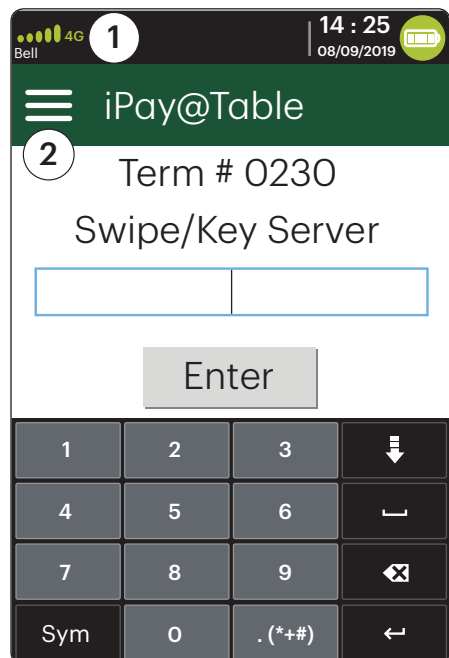 4G 1 14 : 25
Bell 08/09/2019
iPay@Table
2
Term # 0230
Swipe/Key Server
Enter
1 2 3
4 5 6
7 8 9
Sym 0 . (*+#)